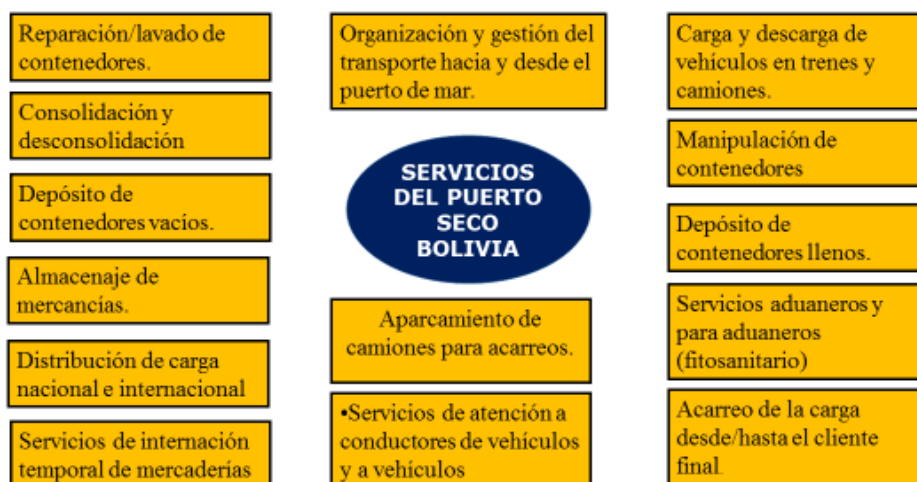 Reparación/lavado de
contenedores.
Consolidación y
desconsolidación
Depósito de
contenedores vacíos.
Almacenaje de
mercancías.
Distribución de carga
nacional e internacional
Servicios de internación
temporal de mercaderías
Organización y gestión del
transporte hacia y desde el
puerto de mar.
SERVICIOS
DEL PUERTO
SECO
BOLIVIA
Aparcamiento de
camiones para acarreos.
•Servicios de atención a
conductores de vehículos
y a vehículos
Carga y descarga de
vehículos en trenes y
camiones.
Manipulación de
contenedores
Depósito de
contenedores llenos.
Servicios aduaneros y
para aduaneros
(fitosanitario)
Acarreo de la carga
desde/hasta el cliente
final.